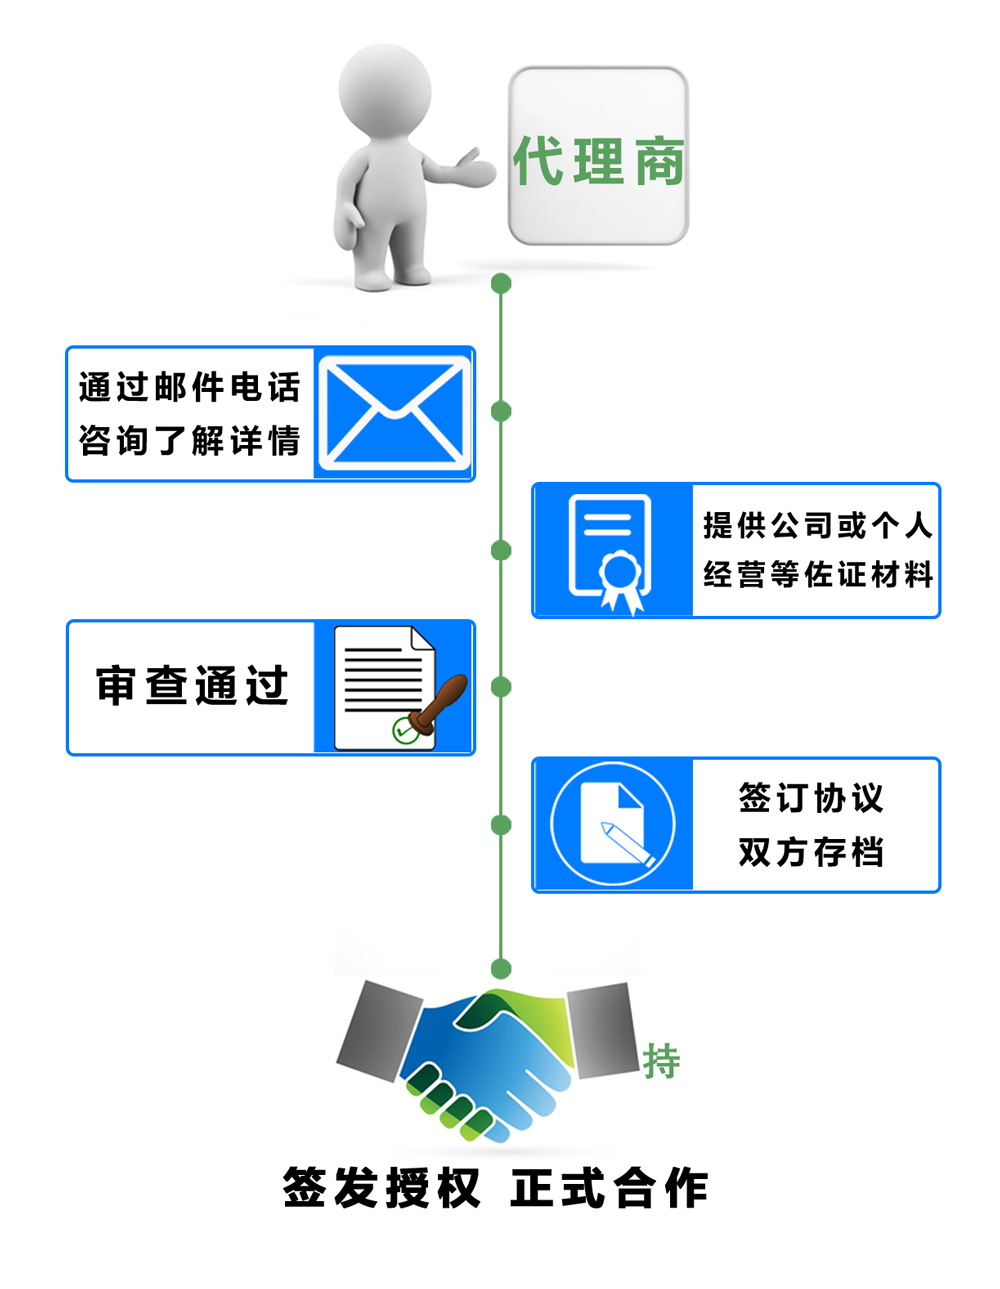 代理商
通过邮件电话
咨询了解详情
提供公司或个人
经营等佐证材料
审查通过
签订协议
双方存档
持
签发授权 正式合作